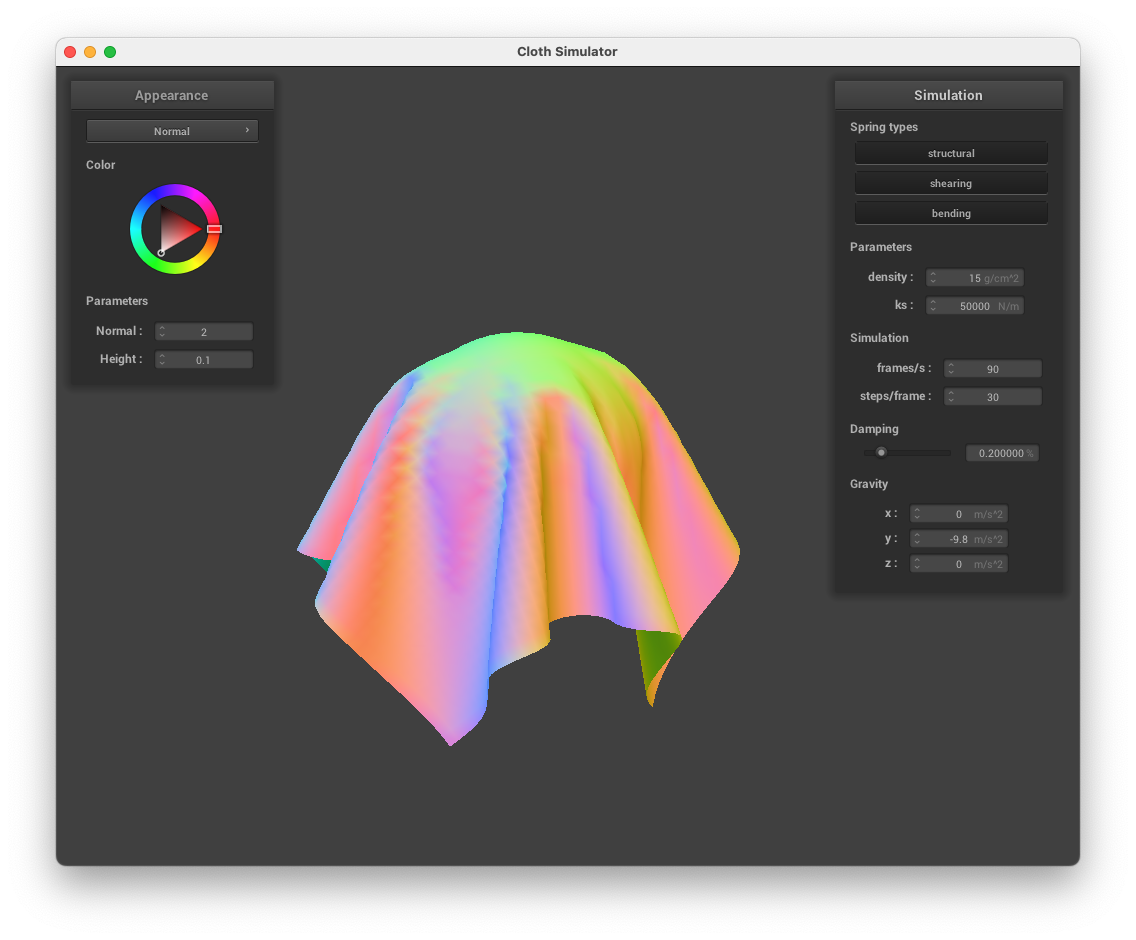 Cloth Simulator
Appearance
Normal ›
Color
Parameters
Normal : 2
Height : 0.1
Simulation
Spring types
structural
shearing
bending
Parameters
density : 15 g/cm^2
ks : 50000 N/m
Simulation
frames/s : 90
steps/frame : 30
Damping
0.200000 %
Gravity
x : 0 m/s^2
y : -9.8 m/s^2
z : 0 m/s^2